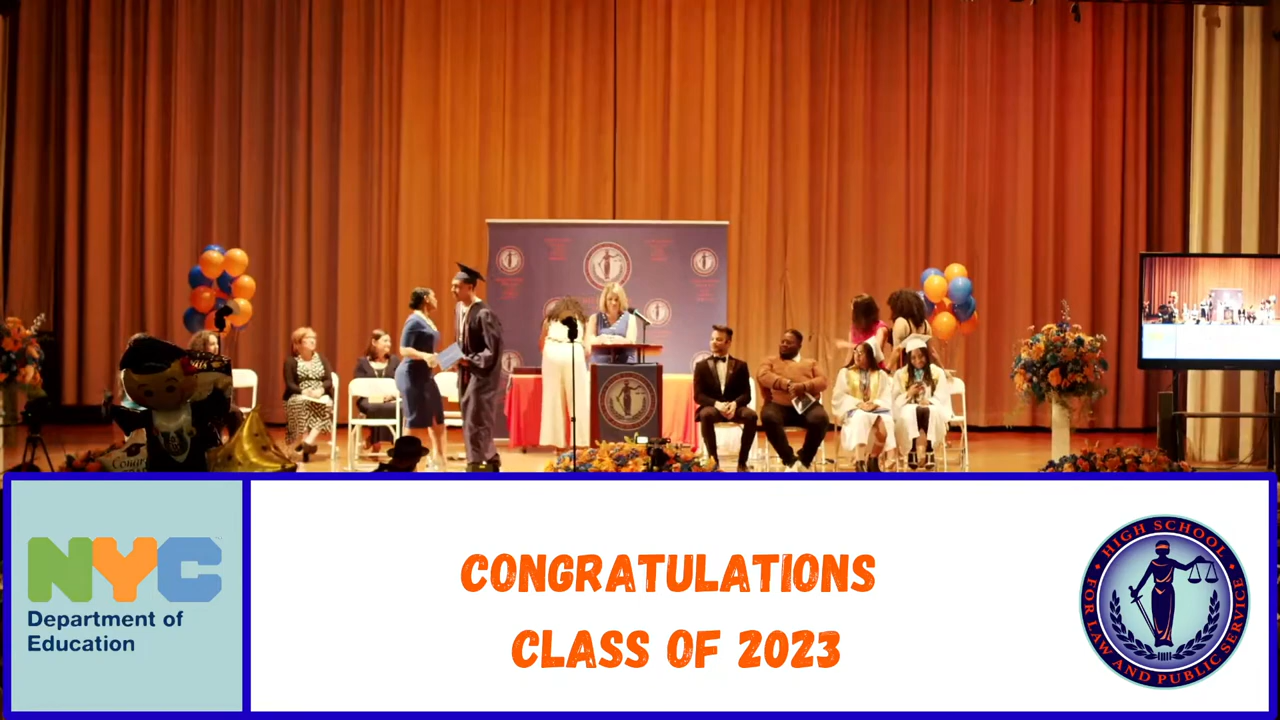 NYC
Department of
Education
CONGRATULATIONS
CLASS OF 2023
HIGH SCHOOL
FOR LAW AND PUBLIC SERVICE